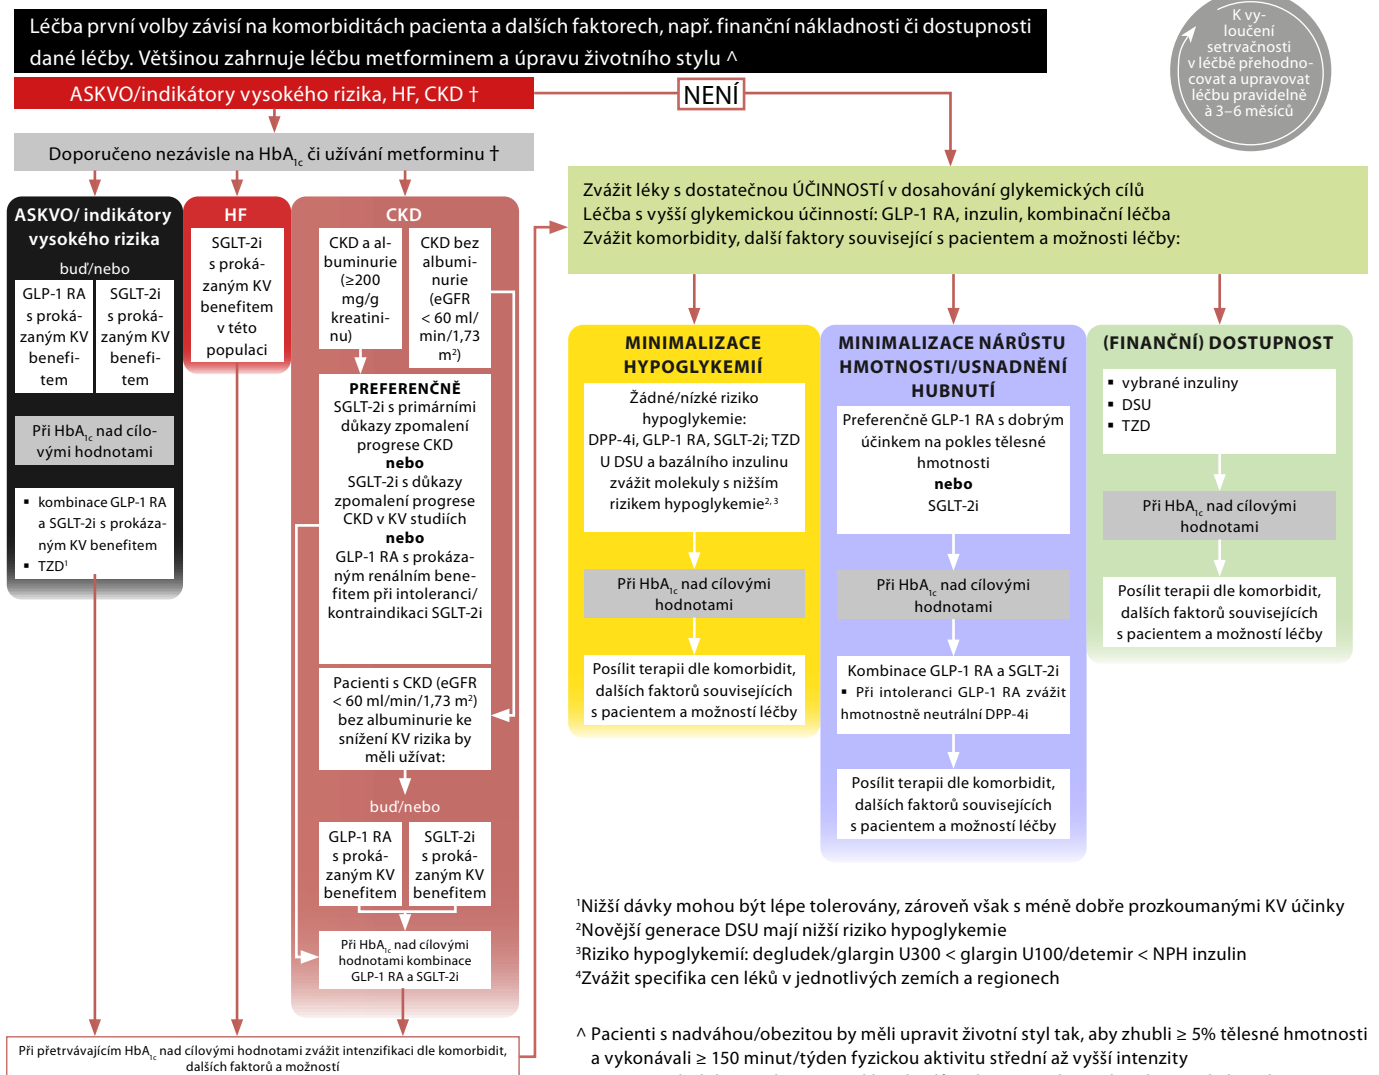 Léčba první volby závisí na komorbiditách pacienta a dalších faktorech, např. finanční nákladnosti či dostupnosti
dané léčby. Většinou zahrnuje léčbu metforminem a úpravu životního stylu ^
K vy-
loučení
setrvačnosti
v léčbě přehodno-
covat a upravovat
léčbu pravidelně
à 3–6 měsíců
ASKVO/indikátory vysokého rizika, HF, CKD †
NENÍ
Doporučeno nezávisle na HbA1c či užívání metforminu †
ASKVO/ indikátory
vysokého rizika
buď/nebo
GLP-1 RA
s proká-
zaným KV
benefi-
tem
SGLT-2i
s proká-
zaným KV
benefi-
tem
Při HbA1c nad cílo-
vými hodnotami
▪ kombinace GLP-1 RA
a SGLT-2i s prokáza-
ným KV benefitem
▪ TZD¹
HF
SGLT-2i
s proká-
zaným KV
benefitem
v této
populaci
CKD
CKD a al-
buminurie
(≥200
mg/g
kreatini-
nu)
CKD bez
albumi-
nurie
(eGFR
< 60 ml/
min/1,73
m²)
PREFERENČNĚ
SGLT-2i s primárními
důkazy zpomalení
progrese CKD
nebo
SGLT-2i s důkazy
zpomalení progrese
CKD v KV studiích
nebo
GLP-1 RA s prokáza-
ným renálním bene-
fitem při intoleranci/
kontraindikaci SGLT-2i
Pacienti s CKD (eGFR
< 60 ml/min/1,73 m²)
bez albuminurie ke
snížení KV rizika by
měli užívat:
buď/nebo
GLP-1 RA
s proká-
zaným KV
benefitem
SGLT-2i
s proká-
zaným KV
benefitem
Při HbA1c nad cílovými
hodnotami kombinace
GLP-1 RA a SGLT-2i
Při přetrvávajícím HbA1c nad cílovými hodnotami zvážit intenzifikaci dle komorbidit,
dalších faktorů a možností
Zvážit léky s dostatečnou ÚČINNOSTÍ v dosahování glykemických cílů
Léčba s vyšší glykemickou účinností: GLP-1 RA, inzulin, kombinační léčba
Zvážit komorbidity, další faktory související s pacientem a možnosti léčby:
MINIMALIZACE
HYPOGLYKEMIÍ
Žádné/nízké riziko
hypoglykemie:
DPP-4i, GLP-1 RA, SGLT-2i; TZD
U DSU a bazálního inzulinu
zvážit molekuly s nižším
rizikem hypoglykemie²,³
Při HbA1c nad cílovými
hodnotami
Posílit terapii dle komorbidit,
dalších faktorů souvisejících
s pacientem a možností léčby
MINIMALIZACE NÁRŮSTU
HMOTNOSTI/USNADNĚNÍ
HUBNUTÍ
Preferenčně GLP-1 RA s dobrým
účinkem na pokles tělesné
hmotnosti
nebo
SGLT-2i
Při HbA1c nad cílovými
hodnotami
Kombinace GLP-1 RA a SGLT-2i
▪ Při intoleranci GLP-1 RA zvážit
hmotnostně neutrální DPP-4i
Posílit terapii dle komorbidit,
dalších faktorů souvisejících
s pacientem a možností léčby
(FINANČNÍ) DOSTUPNOST
▪ vybrané inzuliny
▪ DSU
▪ TZD
Při HbA1c nad cílovými
hodnotami
Posílit terapii dle komorbidit,
dalších faktorů souvisejících
s pacientem a možností léčby
¹Nižší dávky mohou být lépe tolerovány, zároveň však s méně dobře prozkoumanými KV účinky
²Novější generace DSU mají nižší riziko hypoglykemie
³Riziko hypoglykemií: degludek/glargin U300 < glargin U100/detemir < NPH inzulin
⁴Zvážit specifika cen léků v jednotlivých zemích a regionech
^ Pacienti s nadváhou/obezitou by měli upravit životní styl tak, aby zhubli ≥ 5% tělesné hmotnosti
a vykonávali ≥ 150 minut/týden fyzickou aktivitu střední až vyšší intenzity